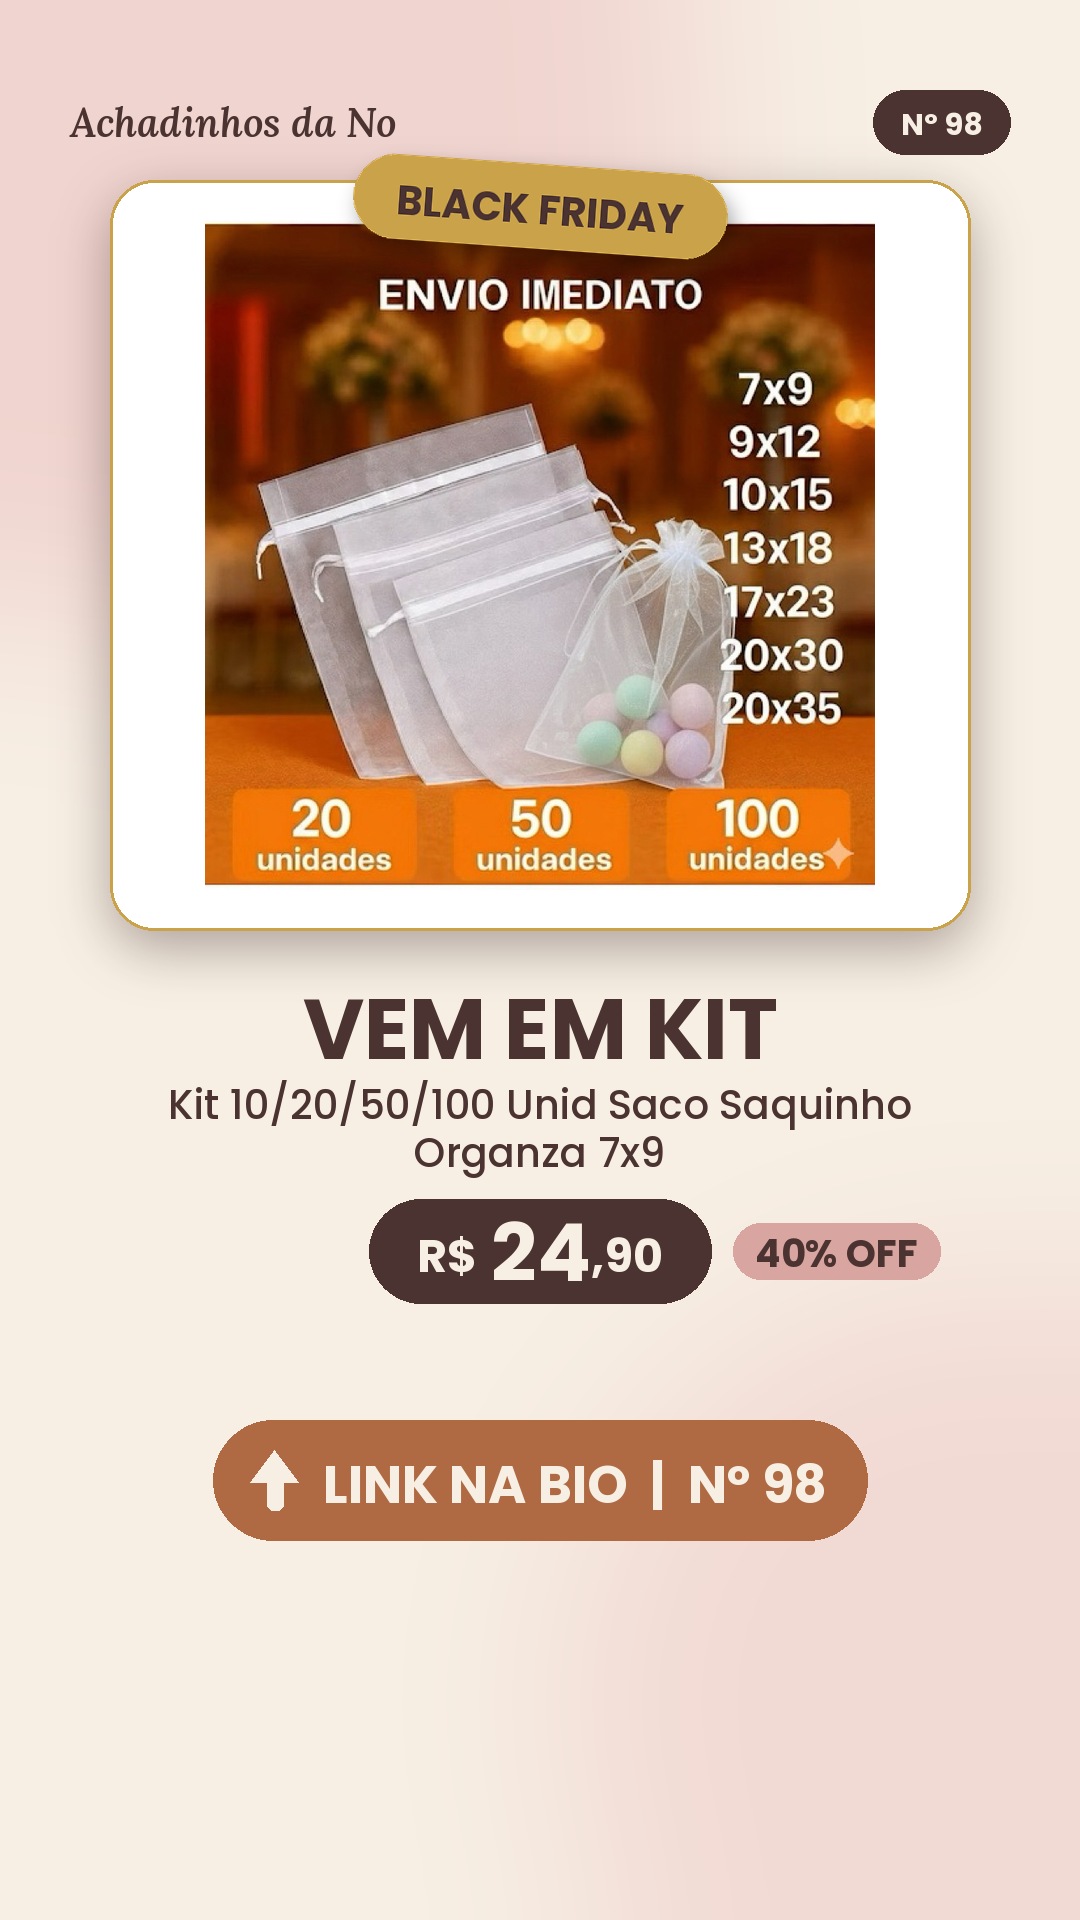 Achadinhos da No
Nº 98
BLACK FRIDAY
ENVIO IMEDIATO
7x9
9x12
10x15
13x18
17x23
20x30
20x35
20
unidades
50
unidades
100
unidades
VEM EM KIT
Kit 10/20/50/100 Unid Saco Saquinho
Organza 7x9
R$ 24,90
40% OFF
LINK NA BIO | Nº 98